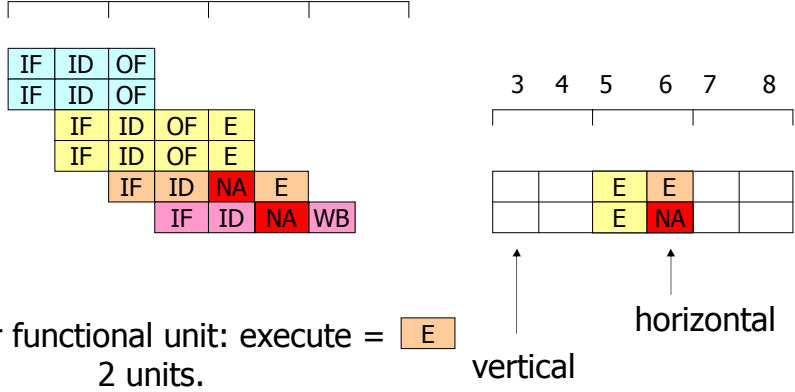 IF ID OF
IF ID OF
IF ID OF E
IF ID OF E
IF ID NA E
IF ID NA WB
3 4 5 6 7 8
E E
E NA
horizontal
vertical
functional unit: execute = E
2 units.